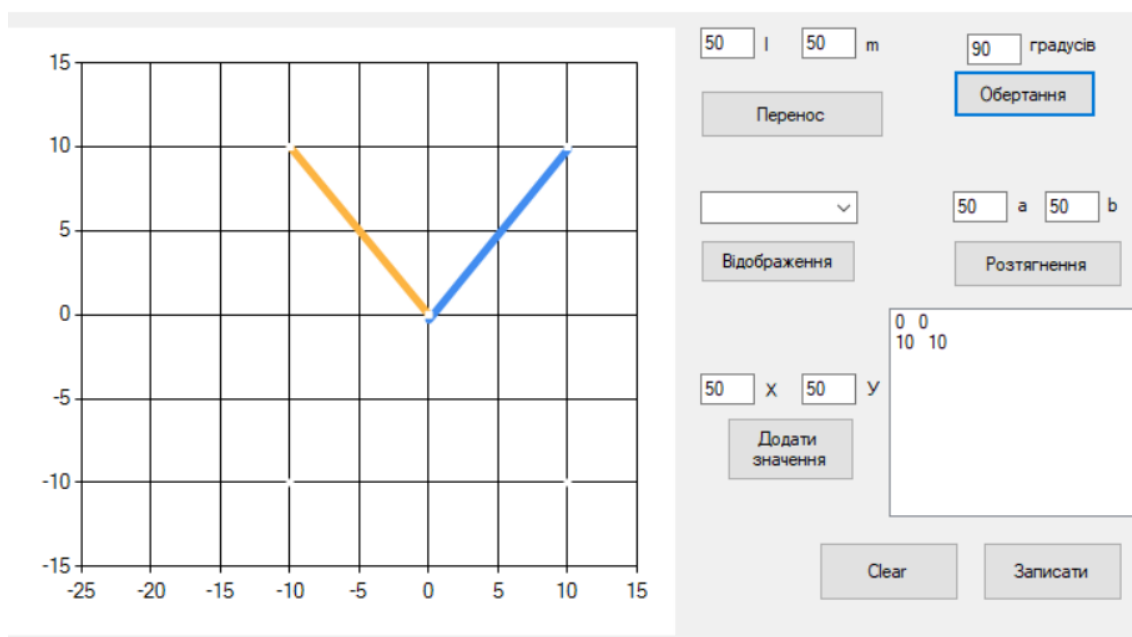 15
10
5
0
-5
-10
-15
-25 -20 -15 -10 -5 0 5 10 15
50 l 50 m
Перенос
90 градусів
Обертання
Відображення
50 a 50 b
Розтягнення
50 Х 50 У
Додати
значення
0 0
10 10
Clear
Записати